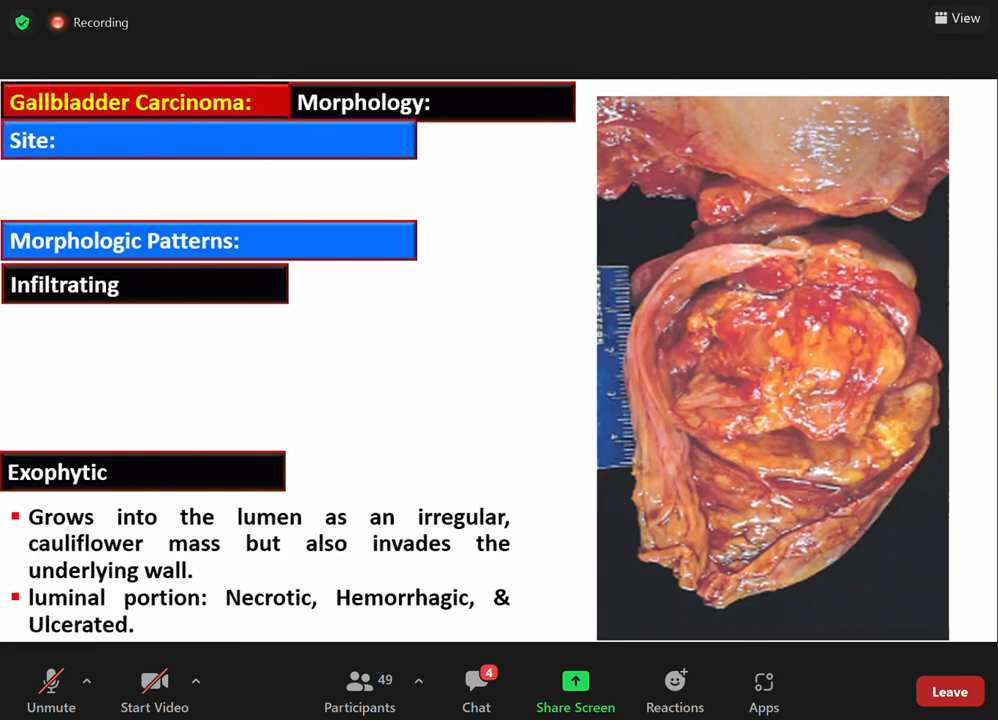 Recording
View
Gallbladder Carcinoma: Morphology:
Site:
Morphologic Patterns:
Infiltrating
Exophytic
▪ Grows into the lumen as an irregular,
cauliflower mass but also invades the
underlying wall.
▪ luminal portion: Necrotic, Hemorrhagic, &
Ulcerated.
Unmute
Start Video
49
Participants
4
Chat
Share Screen
Reactions
Apps
Leave